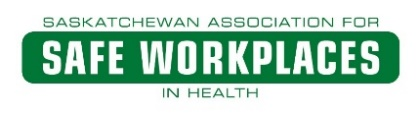 SASKATCHEWAN ASSOCIATION FOR
SAFE WORKPLACES
IN HEALTH